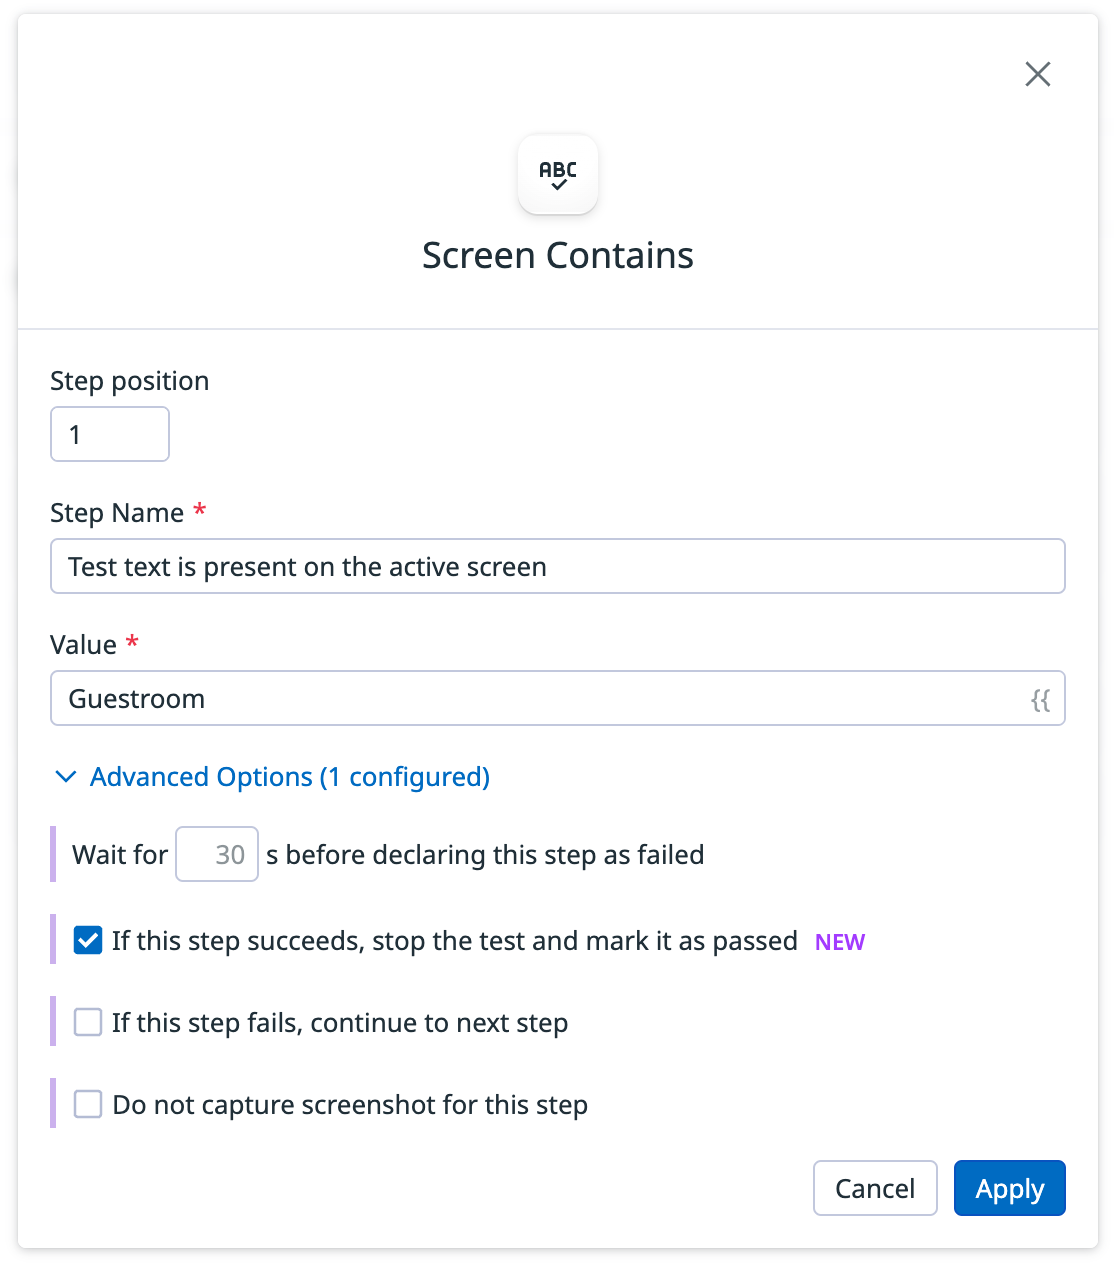 ABC
Screen Contains
Step position
1
Step Name *
Test text is present on the active screen
Value *
Guestroom {{
Advanced Options (1 configured)
Wait for 30 s before declaring this step as failed
If this step succeeds, stop the test and mark it as passed NEW
If this step fails, continue to next step
Do not capture screenshot for this step
Cancel Apply